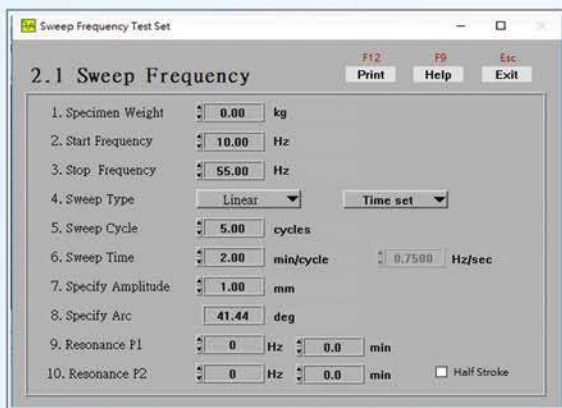 Sweep Frequency Test Set
F12 F9 Esc
2.1 Sweep Frequency Print Help Exit
1. Specimen Weight 0.00 kg
2. Start Frequency 10.00 Hz
3. Stop Frequency 55.00 Hz
4. Sweep Type Linear Time set
5. Sweep Cycle 5.00 cycles
6. Sweep Time 2.00 min/cycle 0.7500 Hz/sec
7. Specify Amplitude 1.00 mm
8. Specify Arc 41.44 deg
9. Resonance P1 0 Hz 0.0 min
10. Resonance P2 0 Hz 0.0 min Half Stroke